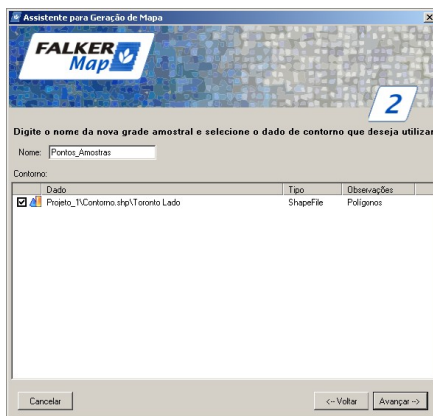 Assistente para Geração de Mapa
FALKER
Map
2
Digite o nome da nova grade amostral e selecione o dado de contorno que deseja utilizar
Nome: Pontos_Amostras
Contorno:
Dado Tipo Observações
Projeto_1\Contorno.shp\Toronto Lado ShapeFile Polígonos
Cancelar <-- Voltar Avançar -->